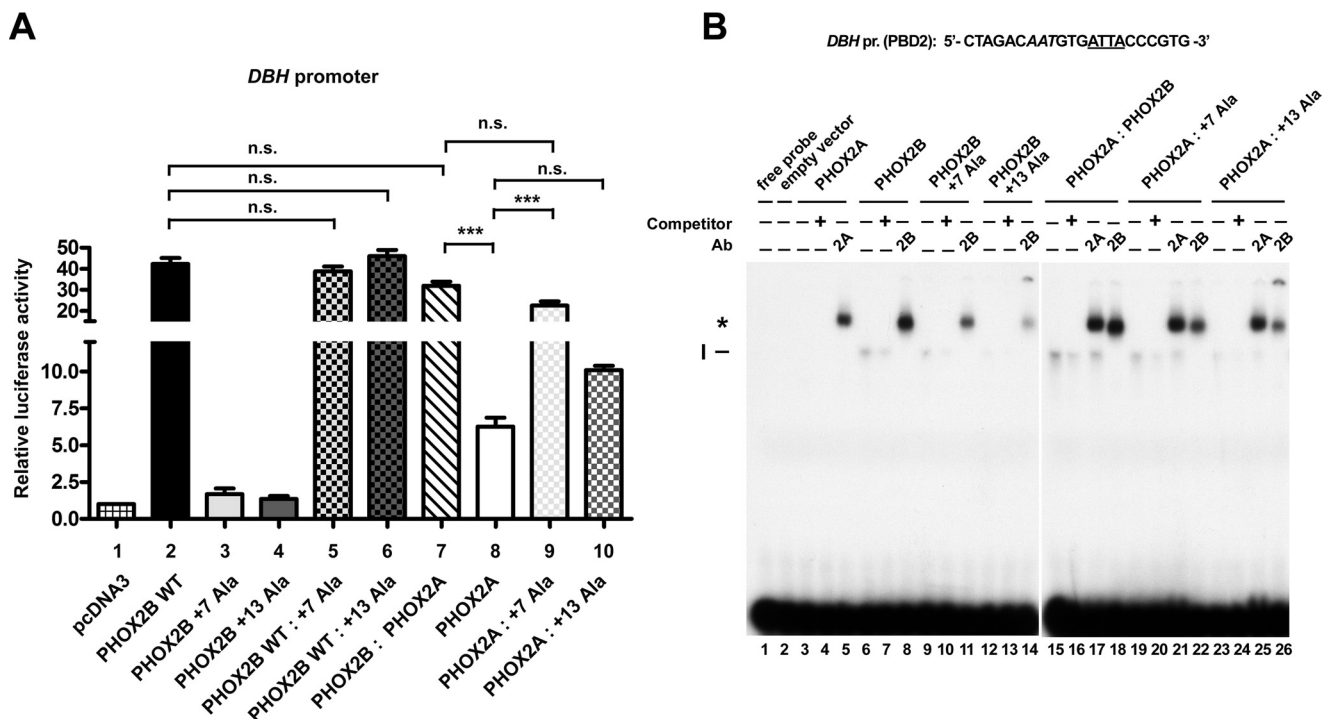 A
DBH promoter
n.s.
n.s.
n.s.
n.s.
n.s.
***
***
Relative luciferase activity
50
40
30
20
10.0
7.5
5.0
2.5
0.0
1 2 3 4 5 6 7 8 9 10
pcDNA3
PHOX2B WT
PHOX2B +7 Ala
PHOX2B +13 Ala
PHOX2B WT : +7 Ala
PHOX2B WT : +13 Ala
PHOX2B : PHOX2A
PHOX2A
PHOX2A : +7 Ala
PHOX2A : +13 Ala
B
DBH pr. (PBD2): 5'- CTAGACAATGTGATTACCCGTG -3'
free probe
empty vector
PHOX2A
PHOX2B
PHOX2B
+7 Ala
PHOX2B
+13 Ala
PHOX2A : PHOX2B
PHOX2A : +7 Ala
PHOX2A : +13 Ala
Competitor – – – + – – + – – + – – + – – + – – – + – – – + – –
Ab – – – – 2A – – 2B – – 2B – – 2B – – 2A 2B – – 2A 2B – – 2A 2B
*
I –
1 2 3 4 5 6 7 8 9 10 11 12 13 14 15 16 17 18 19 20 21 22 23 24 25 26